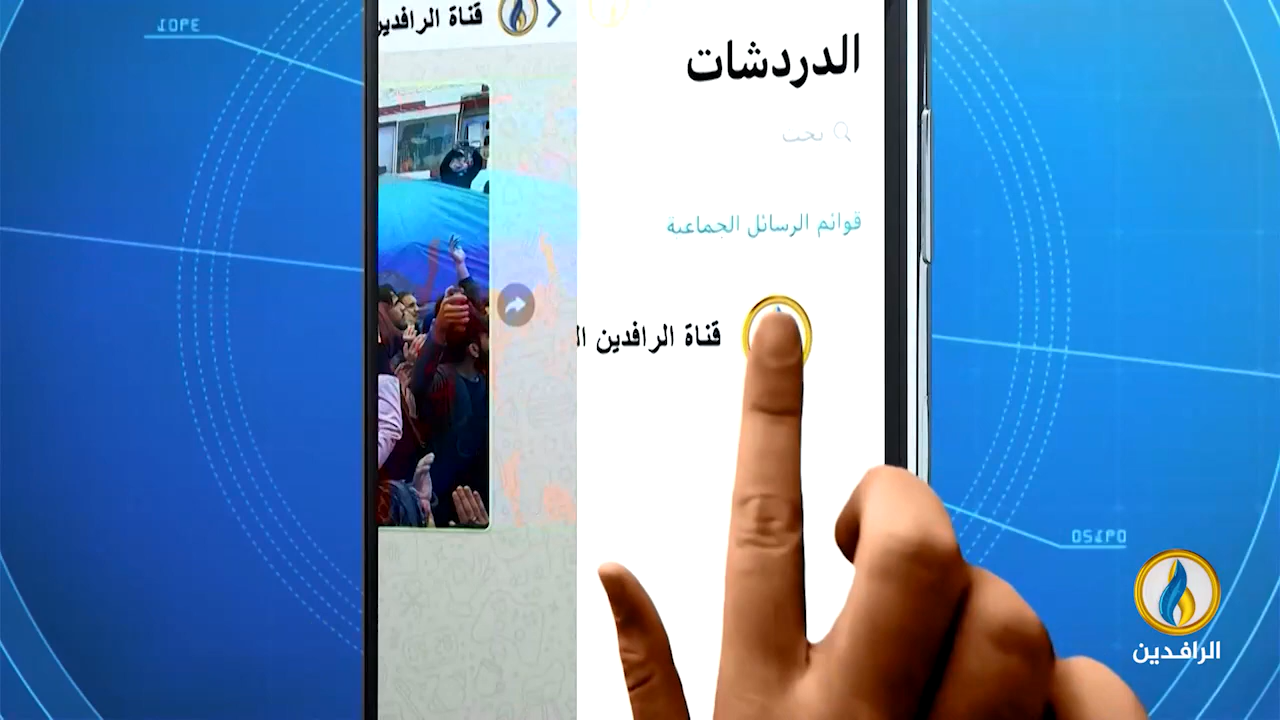 قناة الرافدين
الدردشات
بحث
قوائم الرسائل الجماعية
قناة الرافدين
الرافدين